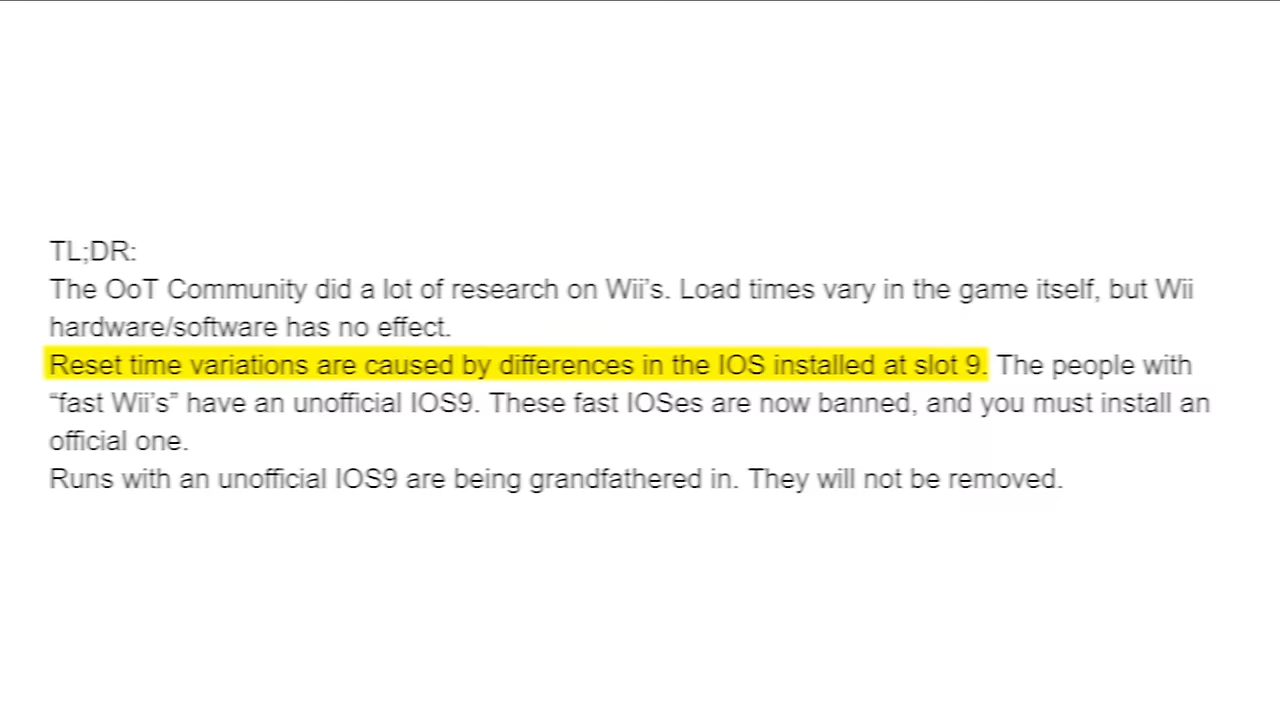 TL;DR:
The OoT Community did a lot of research on Wii's. Load times vary in the game itself, but Wii
hardware/software has no effect.
Reset time variations are caused by differences in the IOS installed at slot 9. The people with
“fast Wii’s” have an unofficial IOS9. These fast IOSes are now banned, and you must install an
official one.
Runs with an unofficial IOS9 are being grandfathered in. They will not be removed.